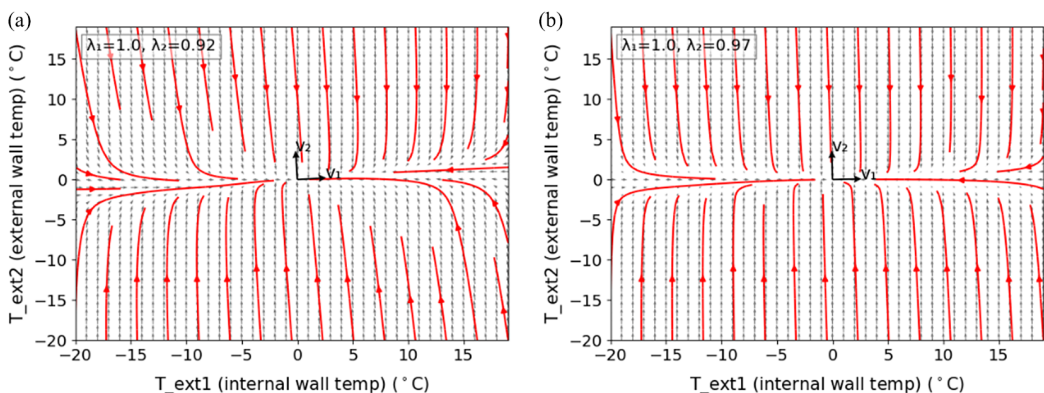 (a)
λ₁=1.0, λ₂=0.92
T_ext2 (external wall temp) (°C)
15
10
5
0
−5
−10
−15
−20
v₂
v₁
−20 −15 −10 −5 0 5 10 15
T_ext1 (internal wall temp) (°C)
(b)
λ₁=1.0, λ₂=0.97
T_ext2 (external wall temp) (°C)
15
10
5
0
−5
−10
−15
−20
v₂
v₁
−20 −15 −10 −5 0 5 10 15
T_ext1 (internal wall temp) (°C)